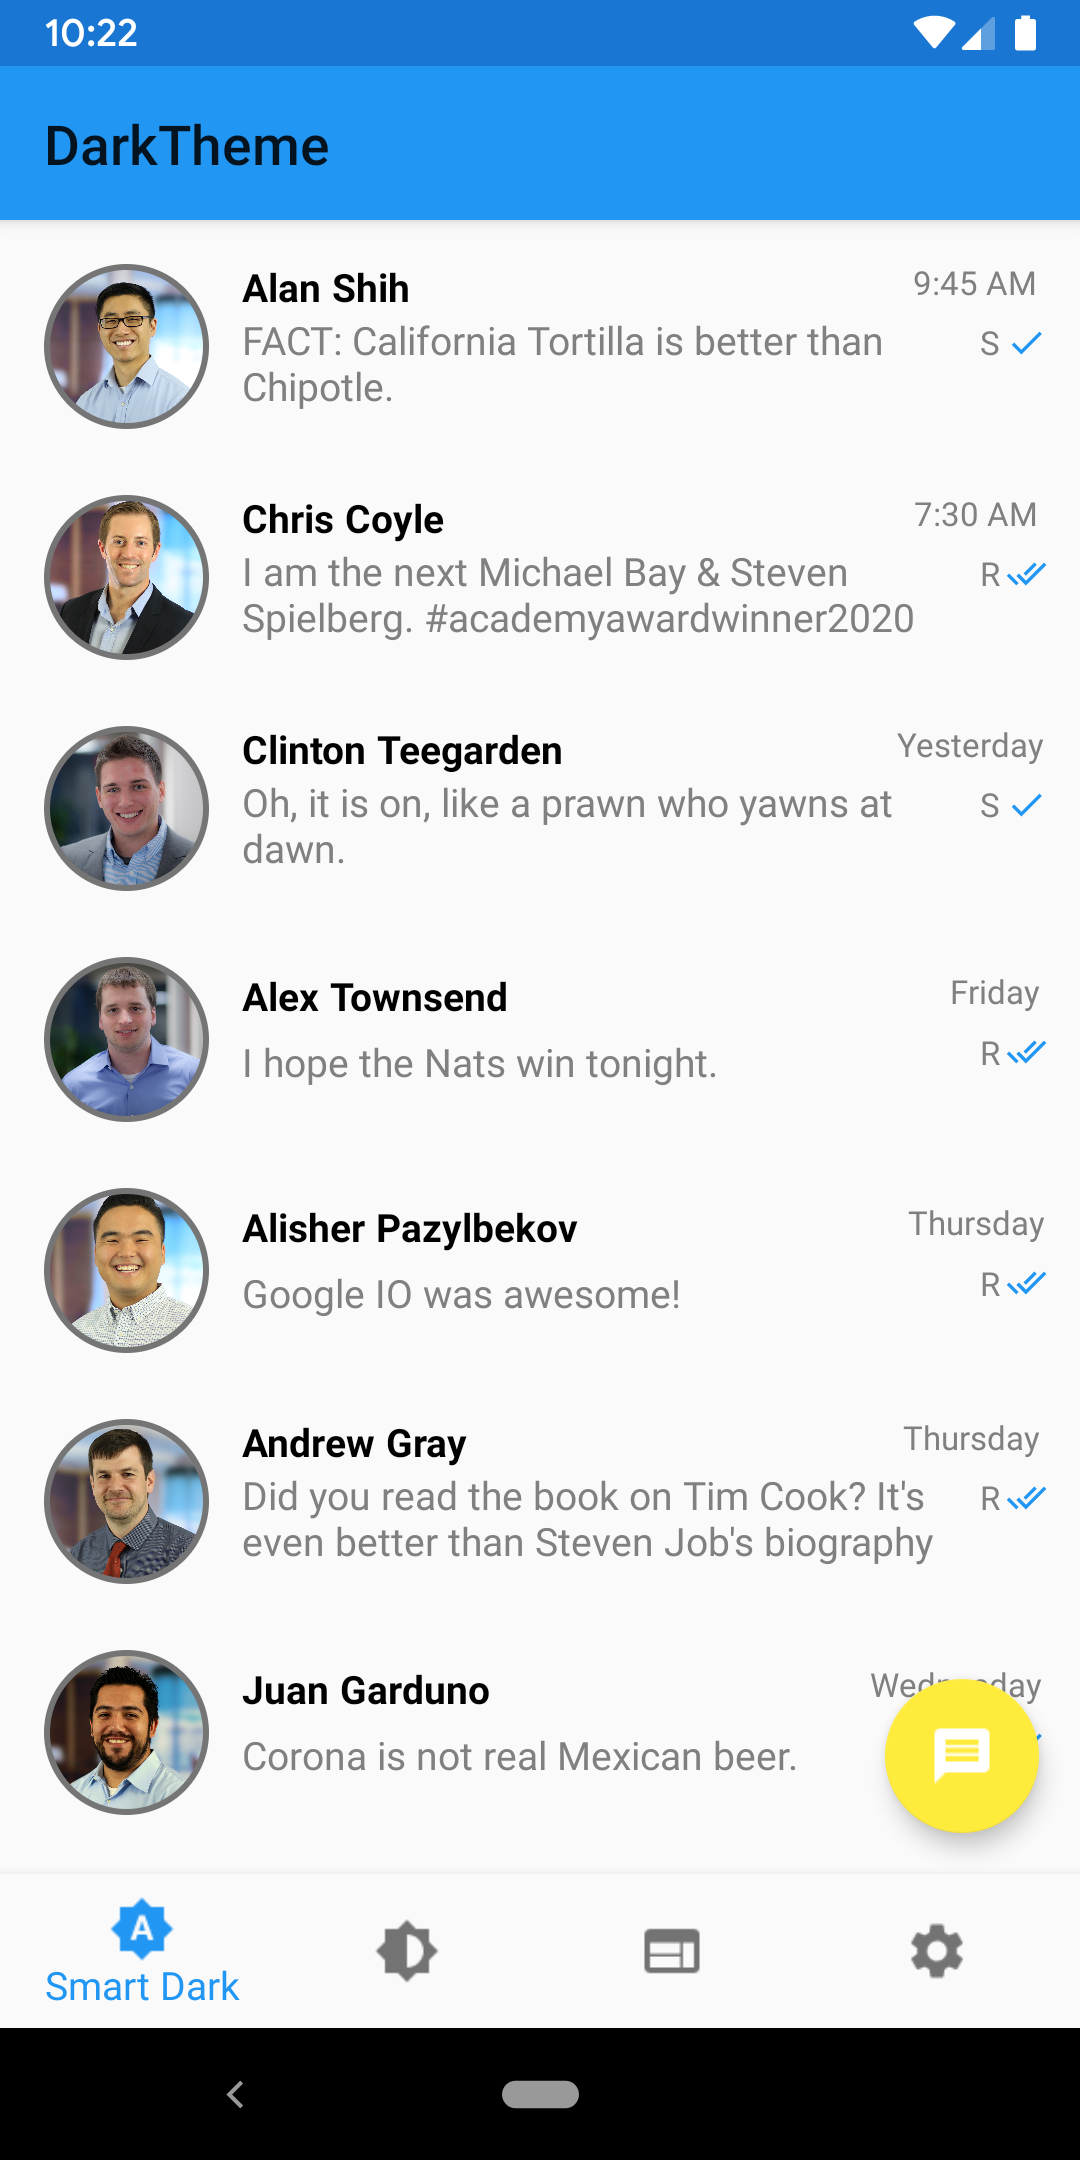 10:22
DarkTheme
Alan Shih
9:45 AM
FACT: California Tortilla is better than
S
Chipotle.
Chris Coyle
7:30 AM
I am the next Michael Bay & Steven
R
Spielberg. #academyawardwinner2020
Clinton Teegarden
Yesterday
Oh, it is on, like a prawn who yawns at
S
dawn.
Alex Townsend
Friday
I hope the Nats win tonight.
R
Alisher Pazylbekov
Thursday
Google IO was awesome!
R
Andrew Gray
Thursday
Did you read the book on Tim Cook? It's
R
even better than Steven Job's biography
Juan Garduno
Wednesday
Corona is not real Mexican beer.
A
Smart Dark